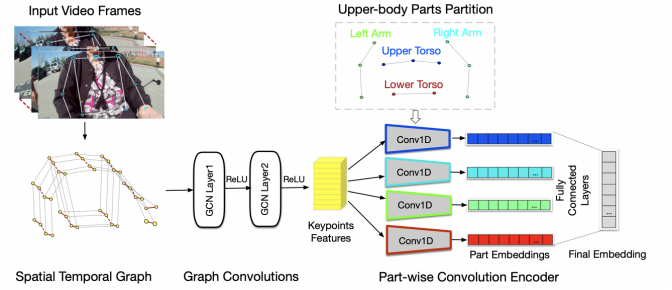 Input Video Frames
Upper-body Parts Partition
Left Arm
Right Arm
Upper Torso
Lower Torso
GCN Layer1
ReLU
GCN Layer2
ReLU
Keypoints
Features
Conv1D
...
Conv1D
...
Conv1D
...
Conv1D
...
Part Embeddings
Fully
Connected
Layers
...
Final Embedding
Spatial Temporal Graph
Graph Convolutions
Part-wise Convolution Encoder